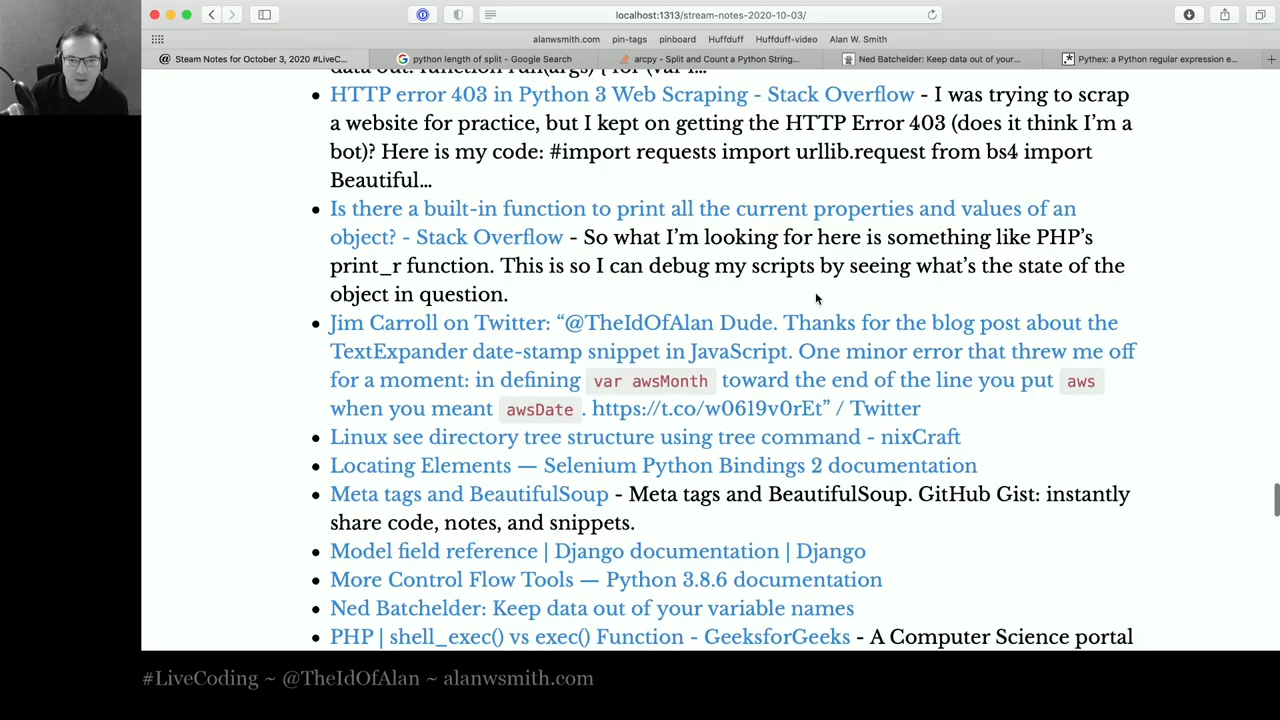 localhost:1313/stream-notes-2020-10-03/
alanwsmith.com pin-tags pinboard Huffduff Huffduff-video Alan W. Smith
@ Steam Notes for October 3, 2020 #LiveC... python length of split - Google Search arcpy - Split and Count a Python String... Ned Batchelder: Keep data out of your... Pythex: a Python regular expression e...
data out: function run(args) { for (var i…
HTTP error 403 in Python 3 Web Scraping - Stack Overflow - I was trying to scrap
a website for practice, but I kept on getting the HTTP Error 403 (does it think I’m a
bot)? Here is my code: #import requests import urllib.request from bs4 import
Beautiful…
Is there a built-in function to print all the current properties and values of an
object? - Stack Overflow - So what I’m looking for here is something like PHP’s
print_r function. This is so I can debug my scripts by seeing what’s the state of the
object in question.
Jim Carroll on Twitter: “@TheIdOfAlan Dude. Thanks for the blog post about the
TextExpander date-stamp snippet in JavaScript. One minor error that threw me off
for a moment: in defining var awsMonth toward the end of the line you put aws
when you meant awsDate. https://t.co/w0619v0rEt” / Twitter
Linux see directory tree structure using tree command - nixCraft
Locating Elements — Selenium Python Bindings 2 documentation
Meta tags and BeautifulSoup - Meta tags and BeautifulSoup. GitHub Gist: instantly
share code, notes, and snippets.
Model field reference | Django documentation | Django
More Control Flow Tools — Python 3.8.6 documentation
Ned Batchelder: Keep data out of your variable names
PHP | shell_exec() vs exec() Function - GeeksforGeeks - A Computer Science portal
#LiveCoding ~ @TheIdOfAlan ~ alanwsmith.com